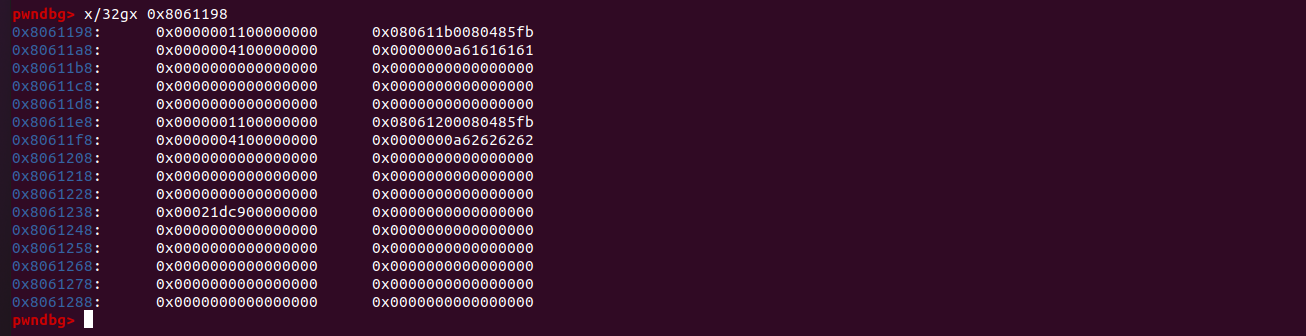 pwndbg> x/32gx 0x8061198
0x8061198: 0x0000001100000000 0x080611b0080485fb
0x80611a8: 0x0000004100000000 0x0000000a61616161
0x80611b8: 0x0000000000000000 0x0000000000000000
0x80611c8: 0x0000000000000000 0x0000000000000000
0x80611d8: 0x0000000000000000 0x0000000000000000
0x80611e8: 0x0000001100000000 0x08061200080485fb
0x80611f8: 0x0000004100000000 0x0000000a62626262
0x8061208: 0x0000000000000000 0x0000000000000000
0x8061218: 0x0000000000000000 0x0000000000000000
0x8061228: 0x0000000000000000 0x0000000000000000
0x8061238: 0x00021dc900000000 0x0000000000000000
0x8061248: 0x0000000000000000 0x0000000000000000
0x8061258: 0x0000000000000000 0x0000000000000000
0x8061268: 0x0000000000000000 0x0000000000000000
0x8061278: 0x0000000000000000 0x0000000000000000
0x8061288: 0x0000000000000000 0x0000000000000000
pwndbg>